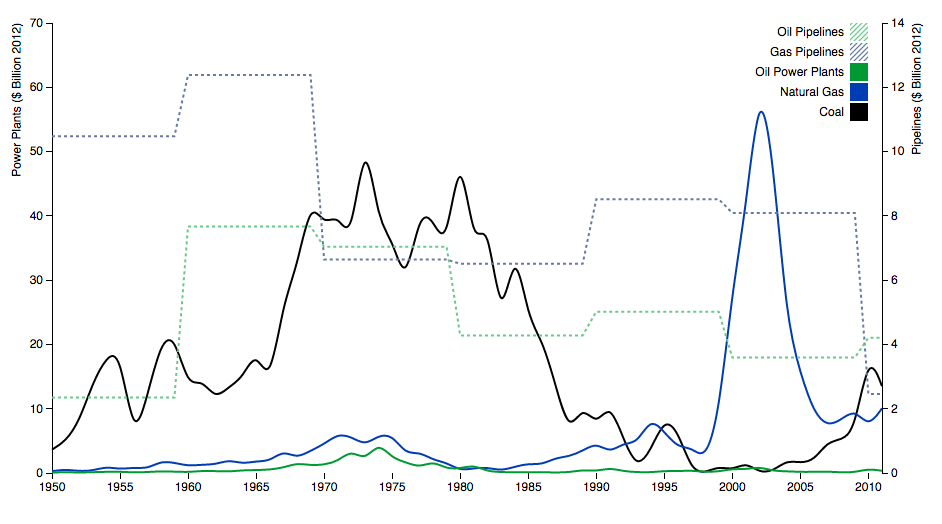 Power Plants ($ Billion 2012)
70
60
50
40
30
20
10
0
Oil Pipelines
Gas Pipelines
Oil Power Plants
Natural Gas
Coal
14
12
10
8
6
4
2
0
Pipelines ($ Billion 2012)
1950 1955 1960 1965 1970 1975 1980 1985 1990 1995 2000 2005 2010